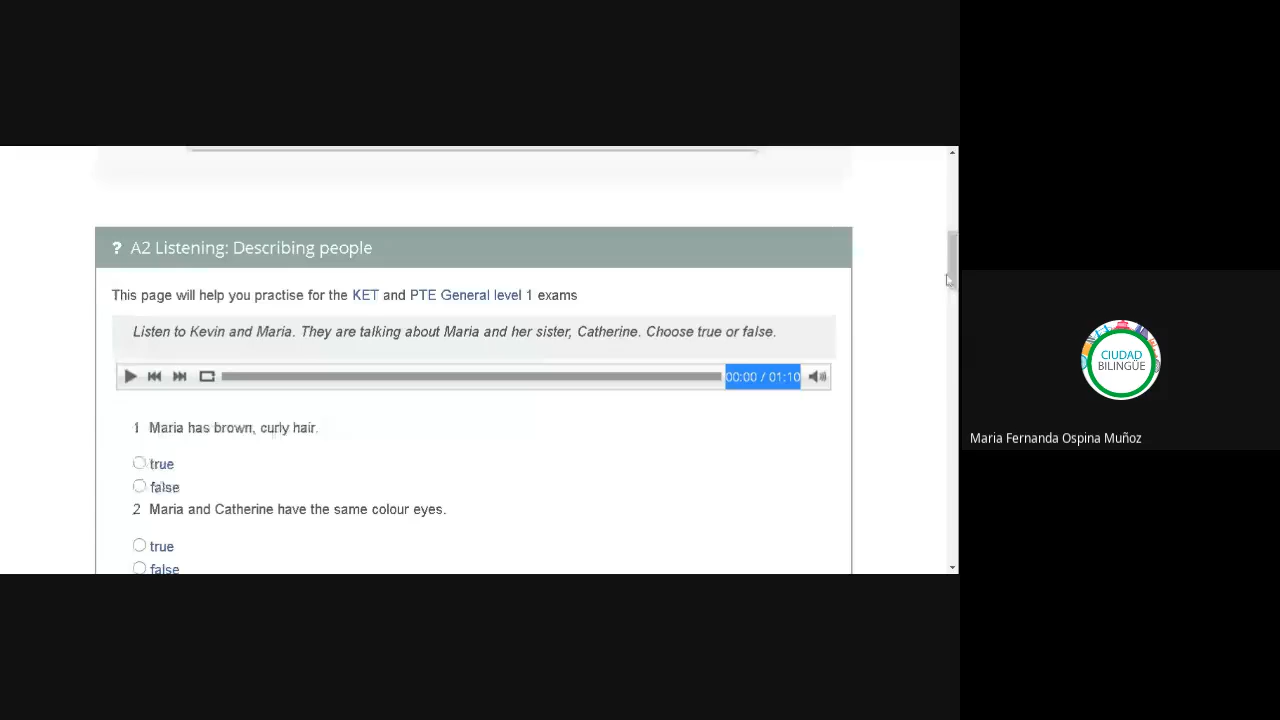 ? A2 Listening: Describing people
This page will help you practise for the KET and PTE General level 1 exams
Listen to Kevin and Maria. They are talking about Maria and her sister, Catherine. Choose true or false.
00:00 / 01:10
1 Maria has brown, curly hair.
true
false
2 Maria and Catherine have the same colour eyes.
true
false
CIUDAD
BILINGÜE
Maria Fernanda Ospina Muñoz